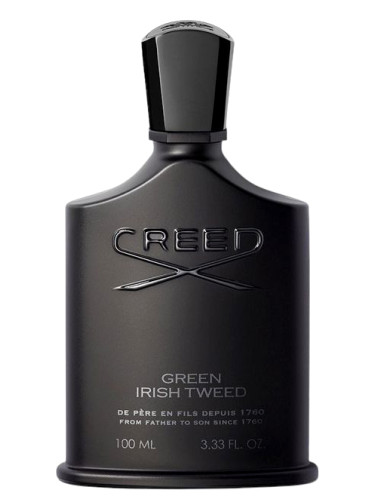 CREED
GREEN
IRISH TWEED
DE PÈRE EN FILS DEPUIS 1760
FROM FATHER TO SON SINCE 1760
100 ML 3.33 FL. OZ.